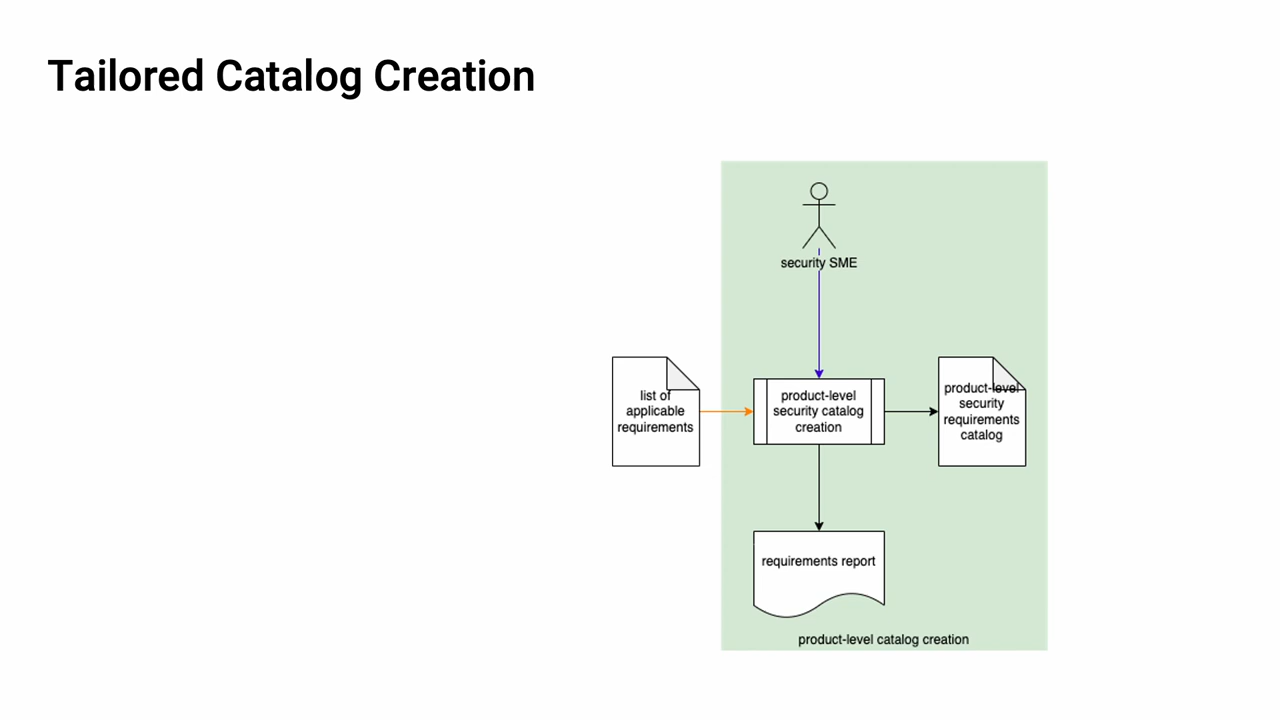 Tailored Catalog Creation
security SME
list of
applicable
requirements
product-level
security catalog
creation
product-level
security
requirements
catalog
requirements report
product-level catalog creation